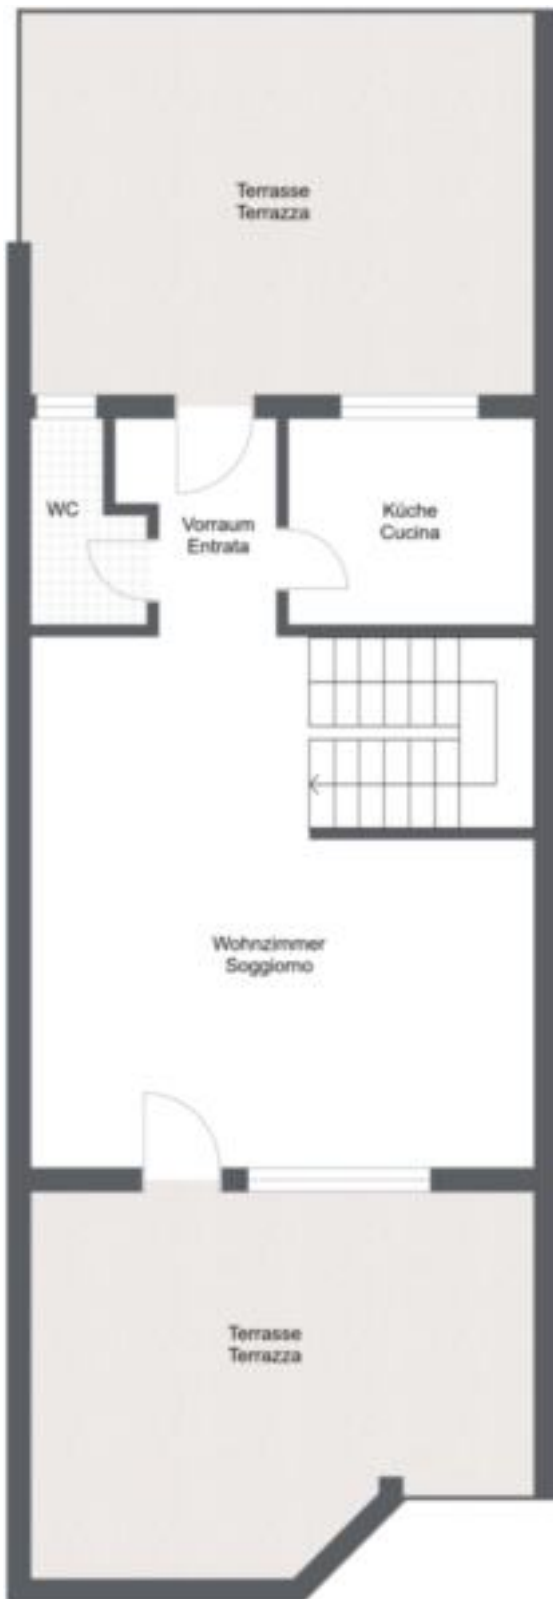 Terrasse
Terrazza
WC
Vorraum
Entrata
Küche
Cucina
Wohnzimmer
Soggiorno
Terrasse
Terrazza